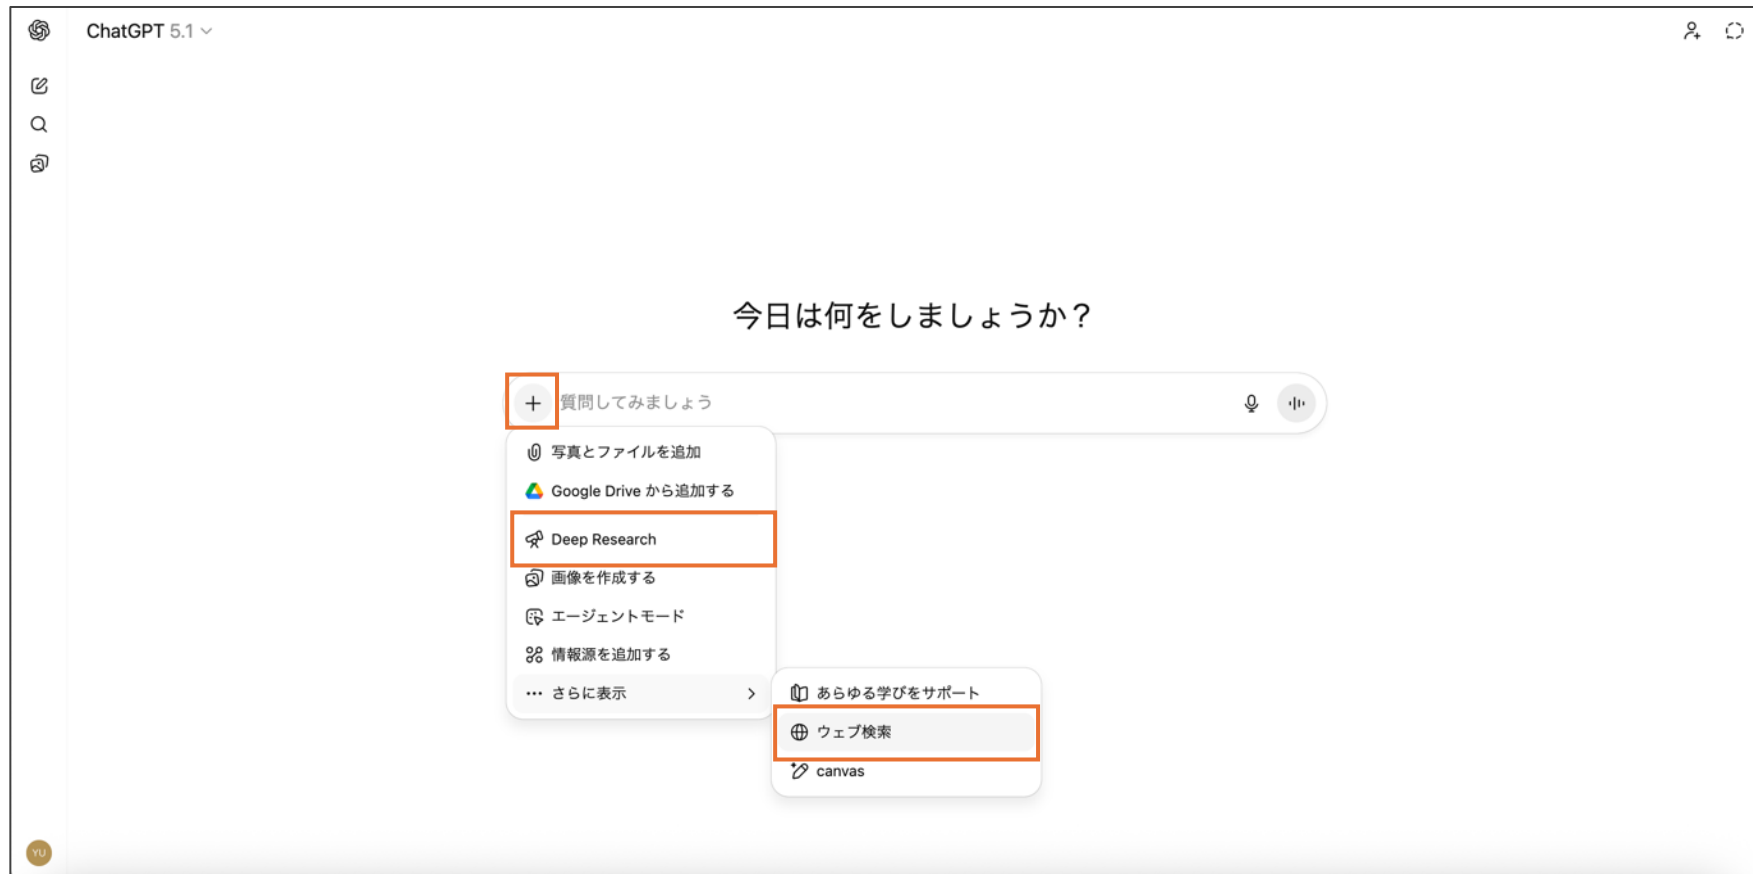 ChatGPT 5.1
今日は何をしましょうか？
質問してみましょう
写真とファイルを追加
Google Drive から追加する
Deep Research
画像を作成する
エージェントモード
情報源を追加する
さらに表示
あらゆる学びをサポート
ウェブ検索
canvas
YU